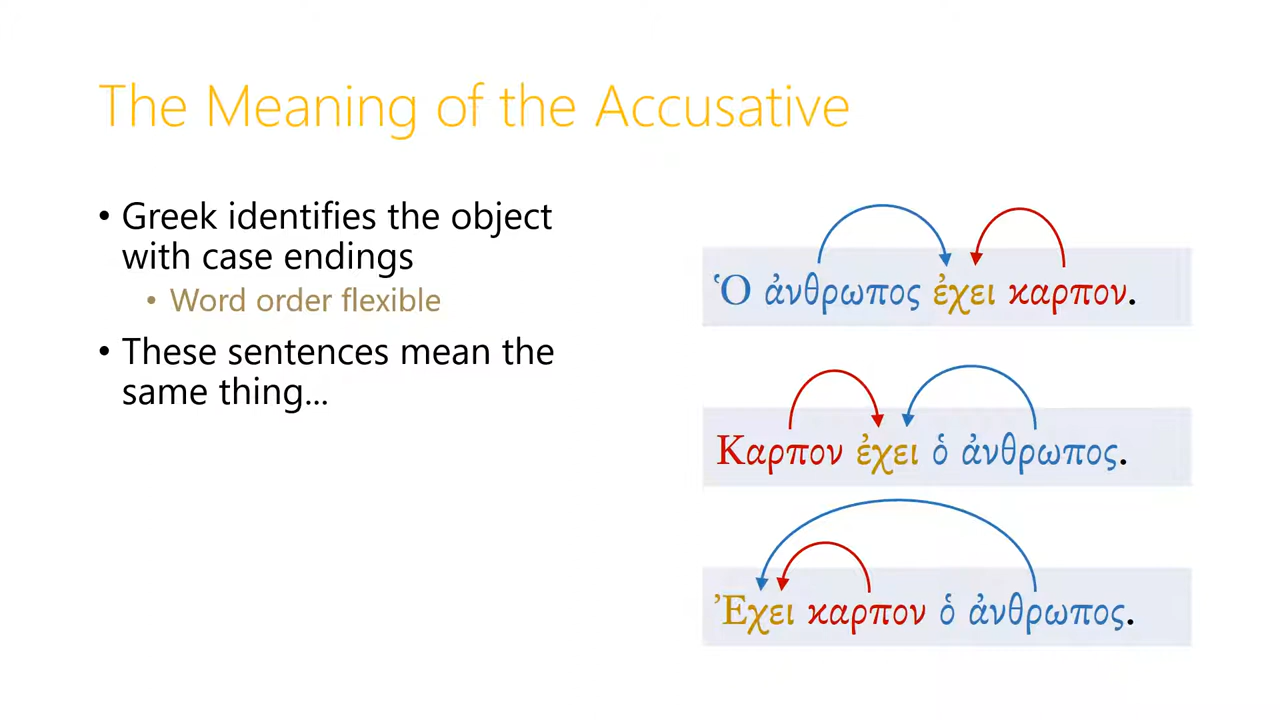 The Meaning of the Accusative
• Greek identifies the object
with case endings
• Word order flexible
• These sentences mean the
same thing...
Ὁ ἀνθρωπος ἐχει καρπον.
Καρπον ἐχει ὁ ἀνθρωπος.
Ἐχει καρπον ὁ ἀνθρωπος.